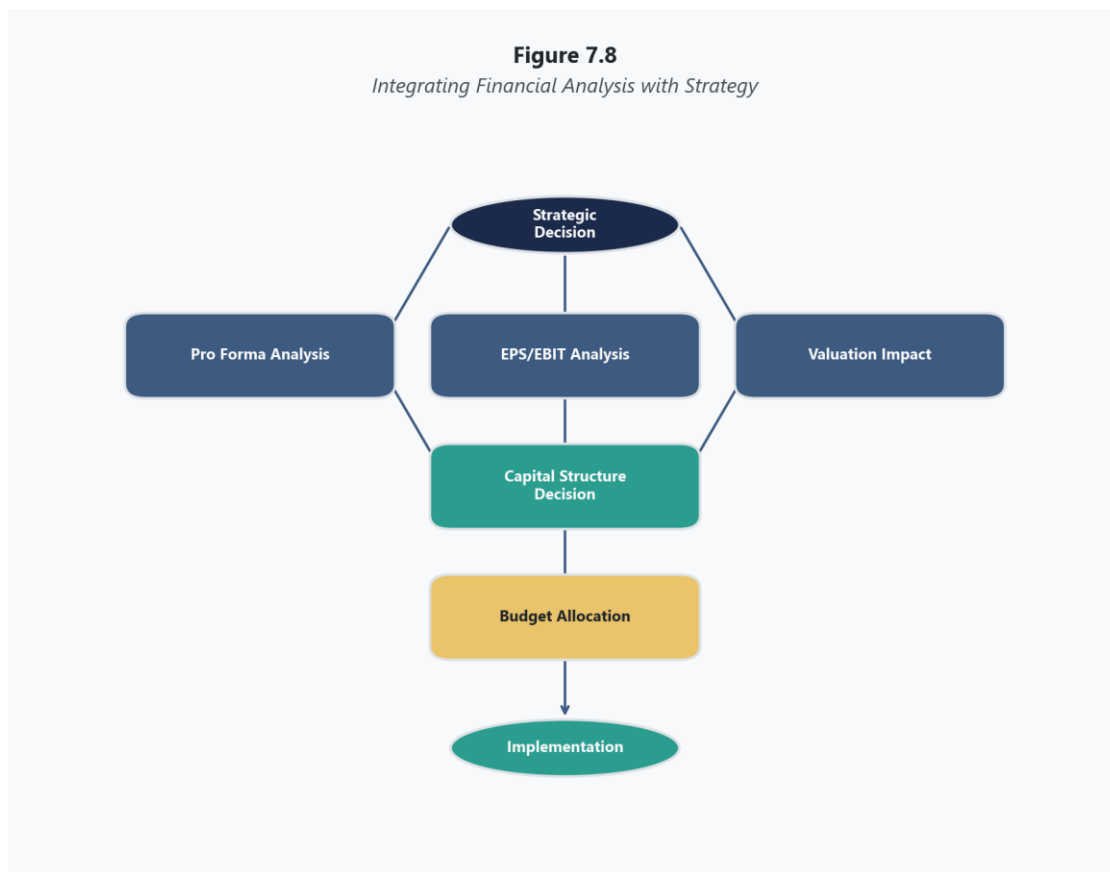 Figure 7.8
Integrating Financial Analysis with Strategy
Strategic
Decision
Pro Forma Analysis
EPS/EBIT Analysis
Valuation Impact
Capital Structure
Decision
Budget Allocation
Implementation